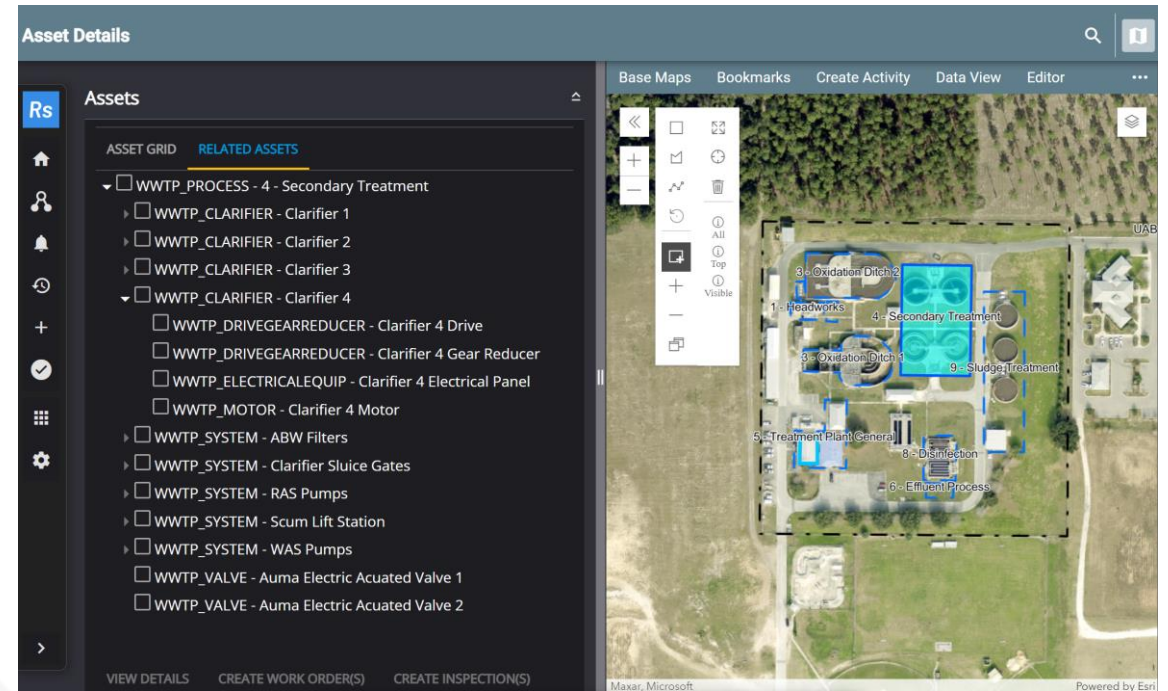 Asset Details
Rs
Assets
ASSET GRID RELATED ASSETS
WWTP_PROCESS - 4 - Secondary Treatment
WWTP_CLARIFIER - Clarifier 1
WWTP_CLARIFIER - Clarifier 2
WWTP_CLARIFIER - Clarifier 3
WWTP_CLARIFIER - Clarifier 4
WWTP_DRIVEGEARREDUCER - Clarifier 4 Drive
WWTP_DRIVEGEARREDUCER - Clarifier 4 Gear Reducer
WWTP_ELECTRICALEQUIP - Clarifier 4 Electrical Panel
WWTP_MOTOR - Clarifier 4 Motor
WWTP_SYSTEM - ABW Filters
WWTP_SYSTEM - Clarifier Sluice Gates
WWTP_SYSTEM - RAS Pumps
WWTP_SYSTEM - Scum Lift Station
WWTP_SYSTEM - WAS Pumps
WWTP_VALVE - Auma Electric Acuated Valve 1
WWTP_VALVE - Auma Electric Acuated Valve 2
VIEW DETAILS CREATE WORK ORDER(S) CREATE INSPECTION(S)
Base Maps Bookmarks Create Activity Data View Editor
All
Top
Visible
UAB
3 - Oxidation Ditch 2
1 - Headworks
4 - Secondary Treatment
3 - Oxidation Ditch 1
9 - Sludge Treatment
5 - Treatment Plant General
8 - Disinfection
6 - Effluent Process
Maxar, Microsoft
Powered by Esri